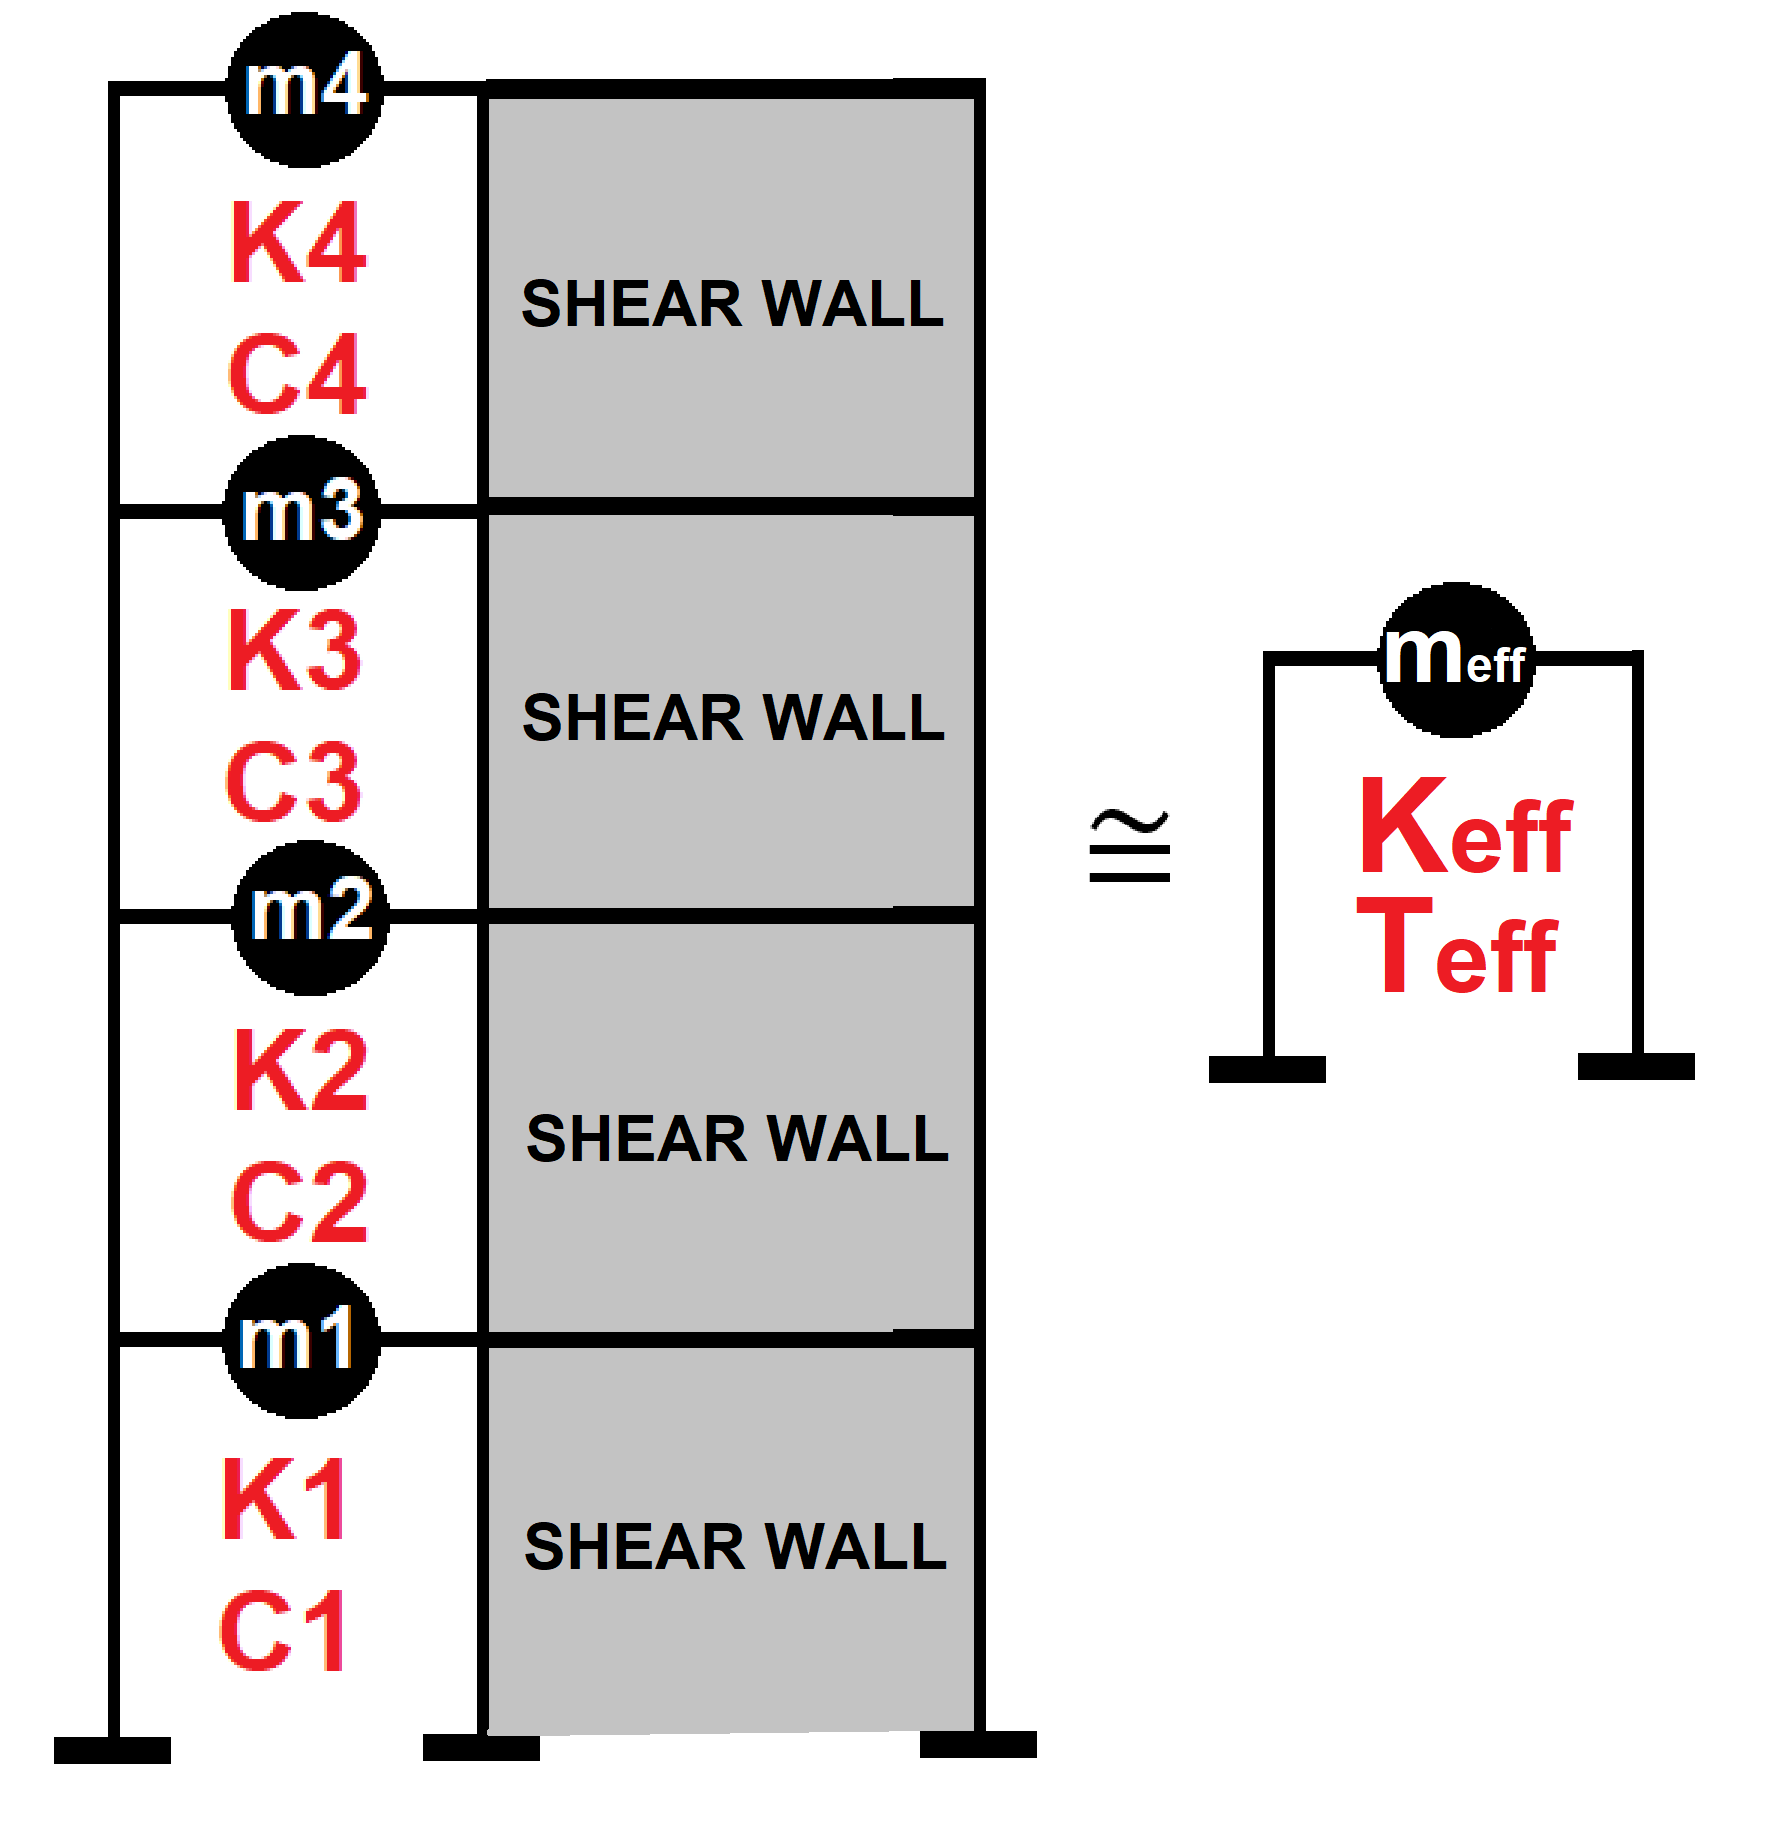 m4
K4
C4
SHEAR WALL
m3
K3
C3
SHEAR WALL
m2
K2
C2
SHEAR WALL
m1
K1
C1
SHEAR WALL
≅
meff
Keff
Teff